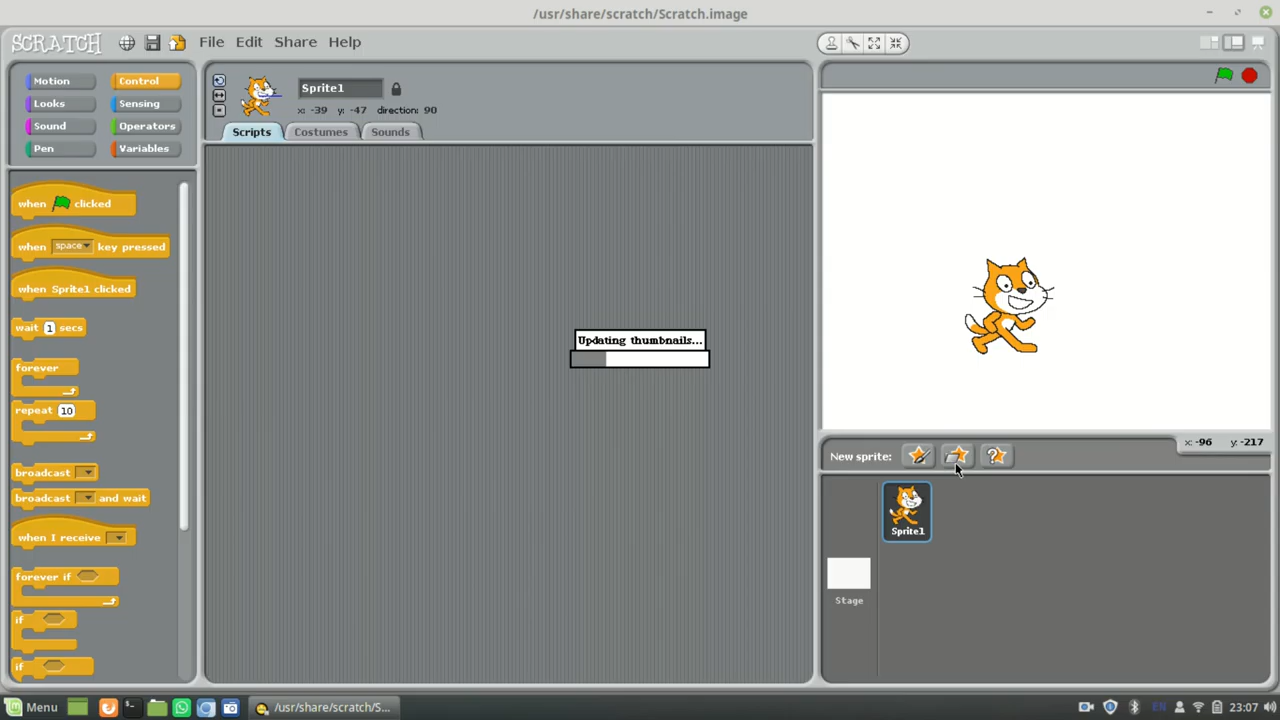 /usr/share/scratch/Scratch.image
SCRATCH File Edit Share Help
Motion Control
Looks Sensing
Sound Operators
Pen Variables
Sprite1
x: -39 y: -47 direction: 90
Scripts Costumes Sounds
when clicked
when space key pressed
when Sprite1 clicked
wait 1 secs
forever
repeat 10
broadcast
broadcast and wait
when I receive
forever if
if
if
Updating thumbnails...
x: -96 y: -217
New sprite:
Sprite1
Stage
Menu
/usr/share/scratch/S...
EN
23:07